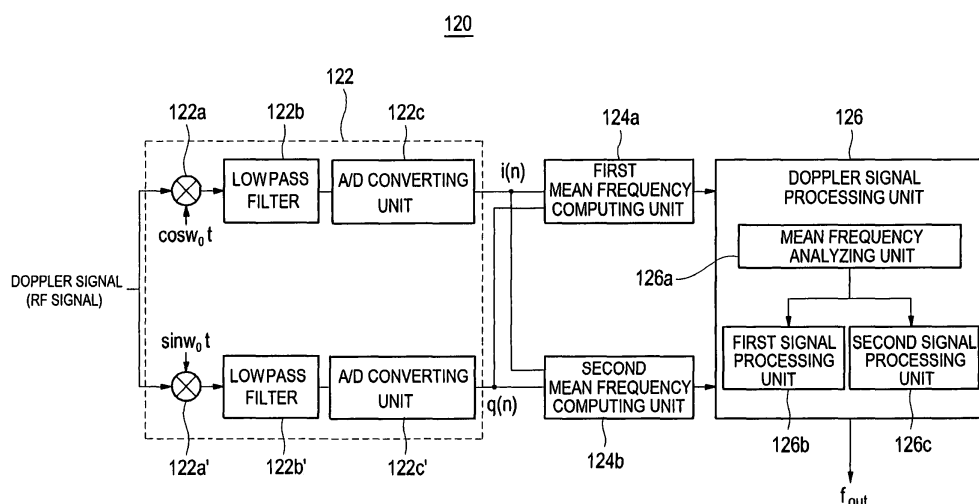 120
122
122a
122b
122c
124a
126
LOWPASS
FILTER
A/D CONVERTING
UNIT
i(n)
FIRST
MEAN FREQUENCY
COMPUTING UNIT
DOPPLER SIGNAL
PROCESSING UNIT
cosw₀t
MEAN FREQUENCY
ANALYZING UNIT
126a
DOPPLER SIGNAL
(RF SIGNAL)
sinw₀t
LOWPASS
FILTER
A/D CONVERTING
UNIT
q(n)
SECOND
MEAN FREQUENCY
COMPUTING UNIT
FIRST SIGNAL
PROCESSING
UNIT
SECOND SIGNAL
PROCESSING
UNIT
122a'
122b'
122c'
124b
126b
126c
fout